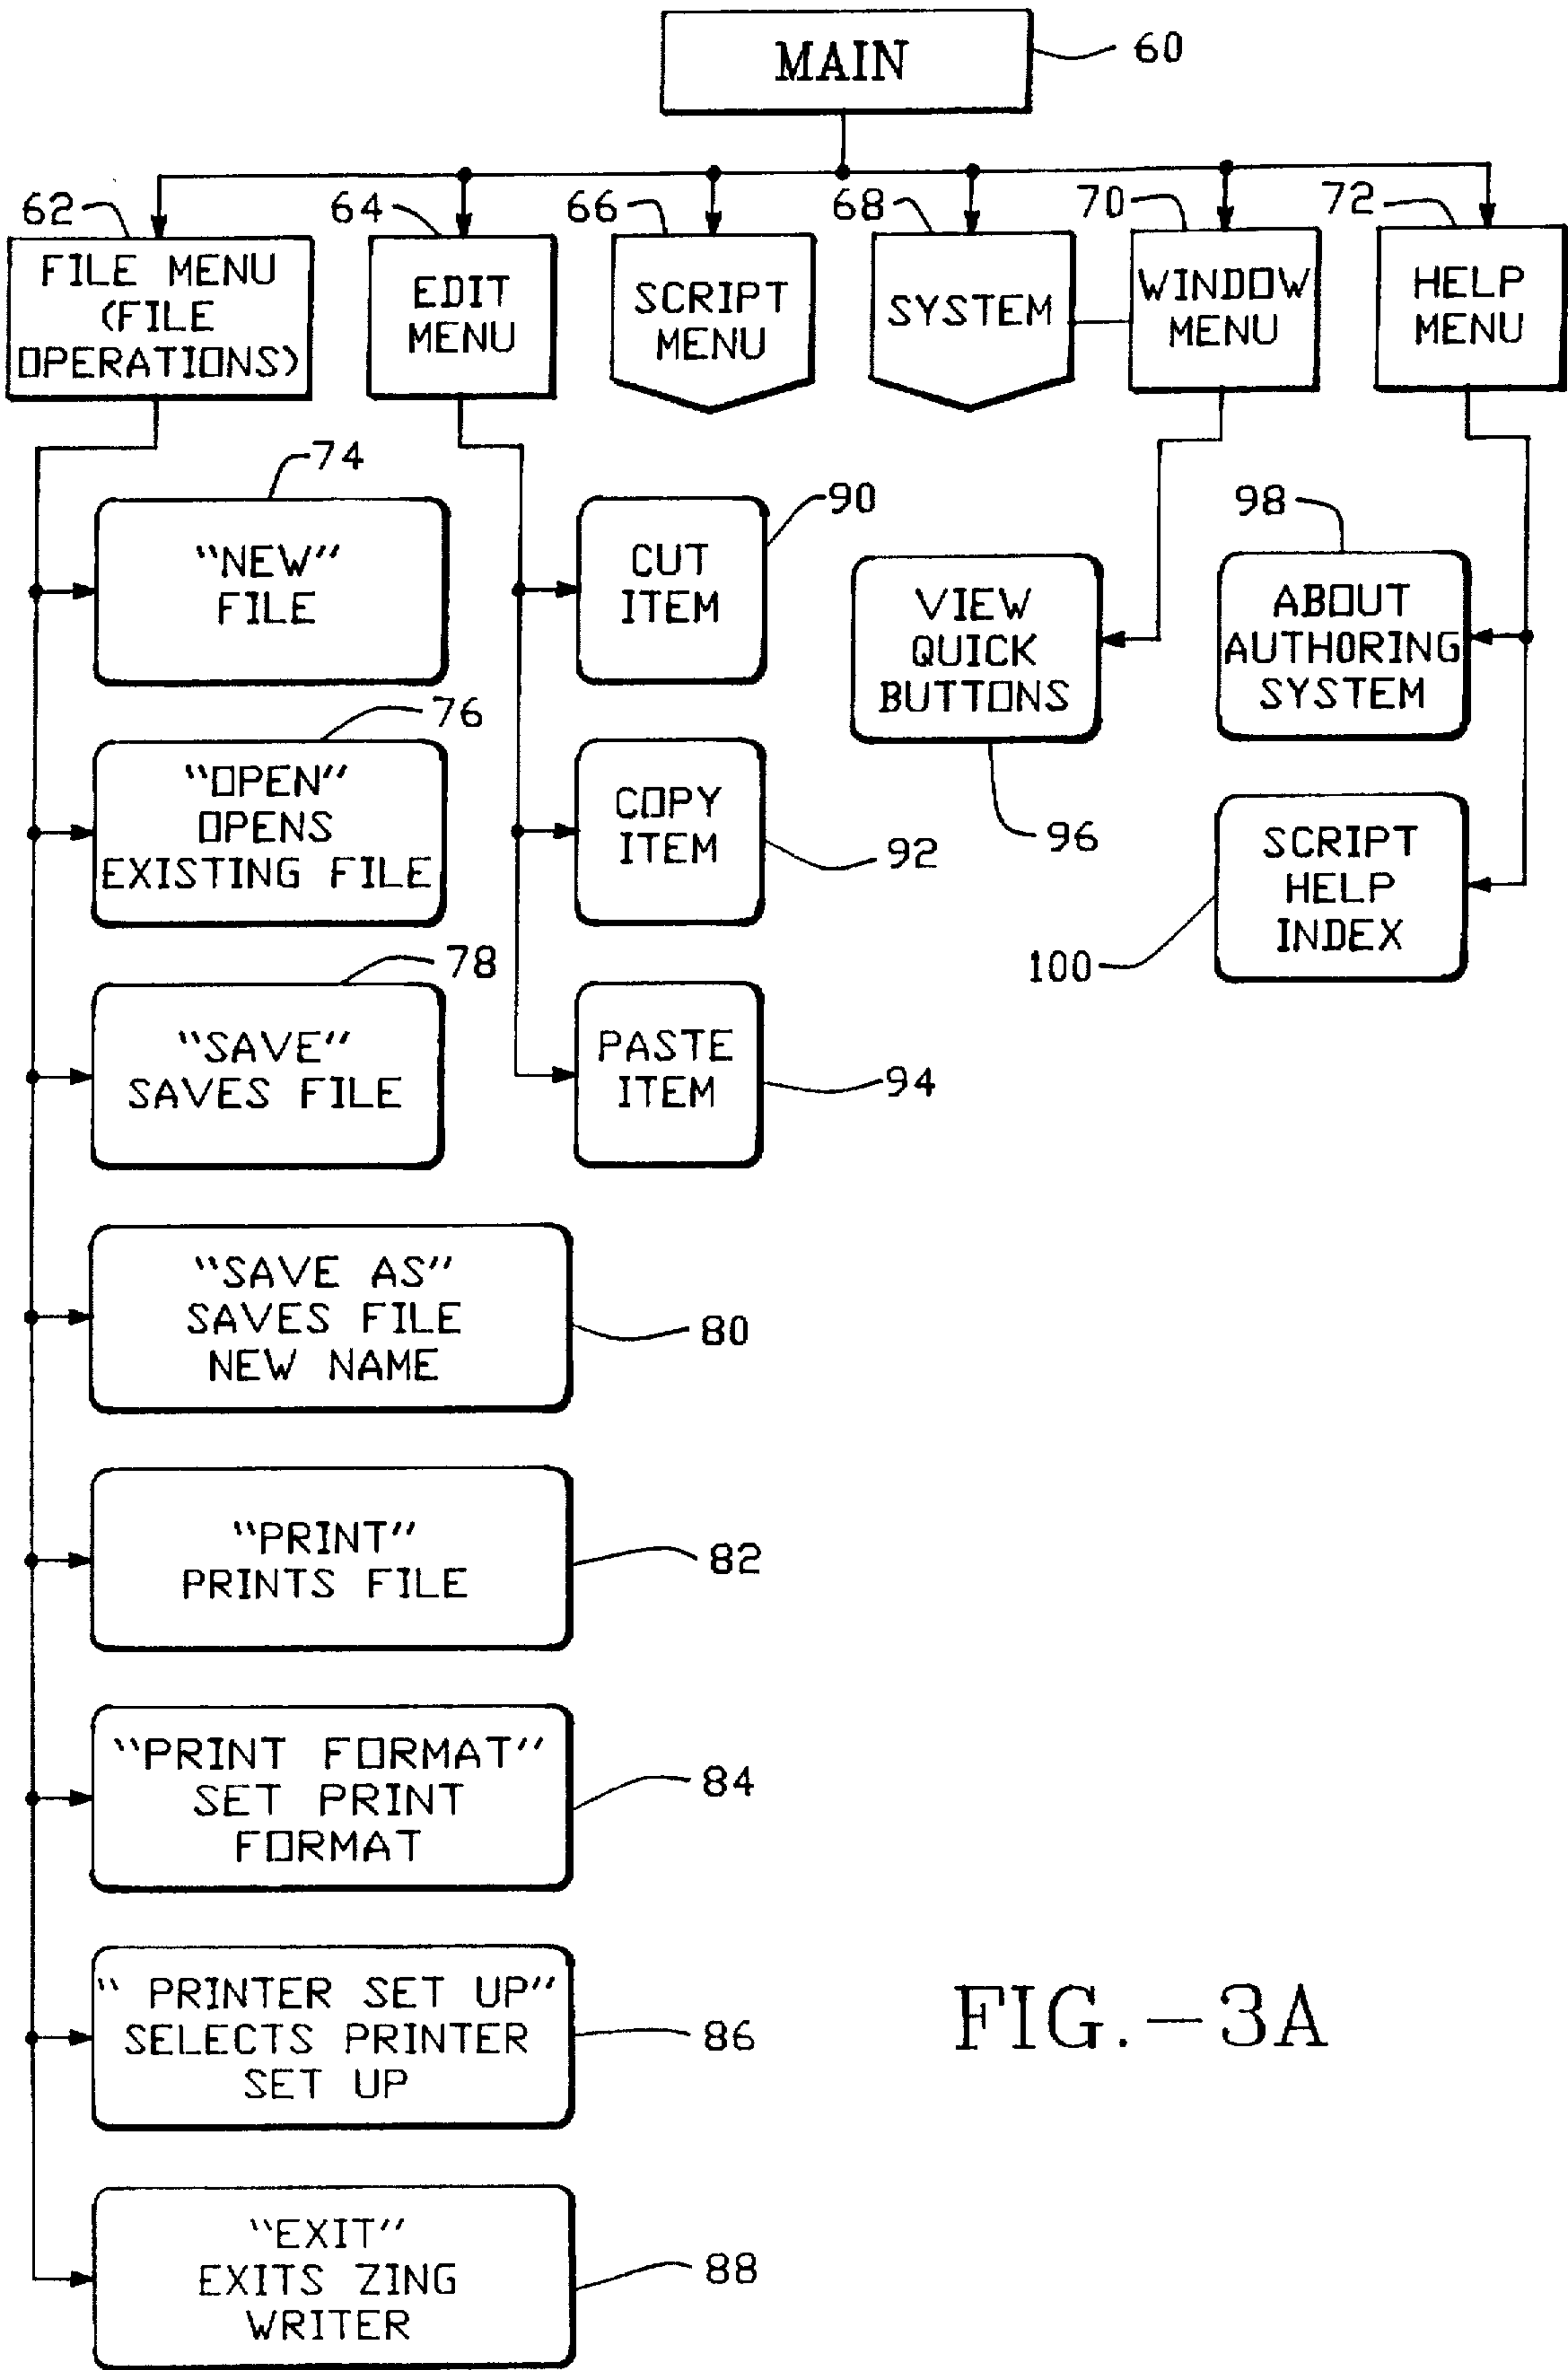 MAIN
60
62
64
66
68
70
72
FILE MENU
(FILE
OPERATIONS)
EDIT
MENU
SCRIPT
MENU
SYSTEM
WINDOW
MENU
HELP
MENU
74
"NEW"
FILE
90
CUT
ITEM
VIEW
QUICK
BUTTONS
96
98
ABOUT
AUTHORING
SYSTEM
76
"OPEN"
OPENS
EXISTING FILE
COPY
ITEM
92
SCRIPT
HELP
INDEX
100
78
"SAVE"
SAVES FILE
PASTE
ITEM
94
"SAVE AS"
SAVES FILE
NEW NAME
80
"PRINT"
PRINTS FILE
82
"PRINT FORMAT"
SET PRINT
FORMAT
84
" PRINTER SET UP"
SELECTS PRINTER
SET UP
86
"EXIT"
EXITS ZING
WRITER
88
FIG.-3A